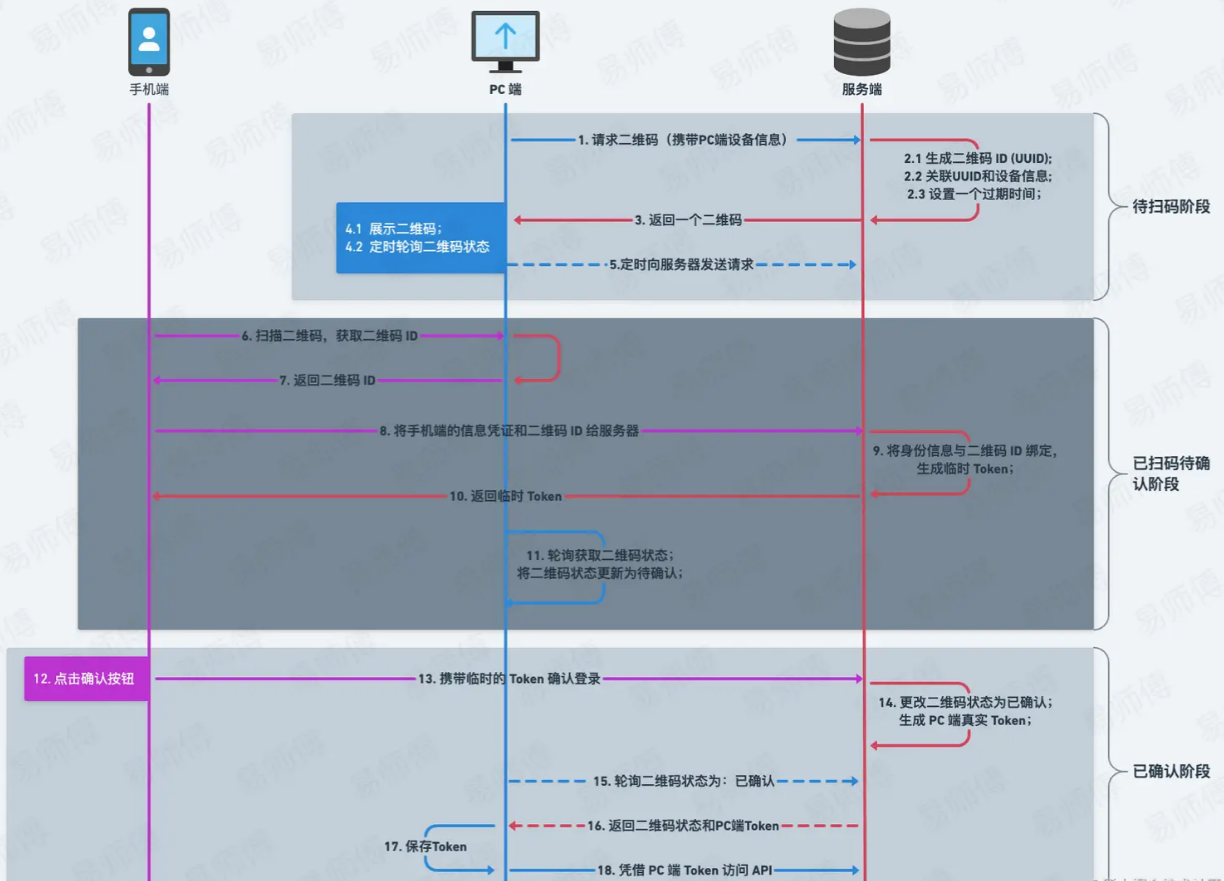 手机端
PC 端
服务端
1. 请求二维码（携带PC端设备信息）
2.1 生成二维码 ID (UUID);
2.2 关联UUID和设备信息;
2.3 设置一个过期时间；
待扫码阶段
3. 返回一个二维码
4.1 展示二维码；
4.2 定时轮询二维码状态
5.定时向服务器发送请求
6. 扫描二维码，获取二维码 ID
7. 返回二维码 ID
8. 将手机端的信息凭证和二维码 ID 给服务器
9. 将身份信息与二维码 ID 绑定，
生成临时 Token；
已扫码待确
认阶段
10. 返回临时 Token
11. 轮询获取二维码状态；
将二维码状态更新为待确认；
12. 点击确认按钮
13. 携带临时的 Token 确认登录
14. 更改二维码状态为已确认；
生成 PC 端真实 Token；
已确认阶段
15. 轮询二维码状态为：已确认
16. 返回二维码状态和PC端Token
17. 保存Token
18. 凭借 PC 端 Token 访问 API
易师傅